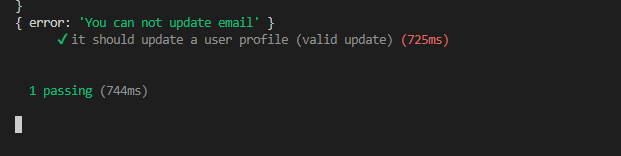 }
{ error: 'You can not update email' }
✔ it should update a user profile (valid update) (725ms)
1 passing (744ms)